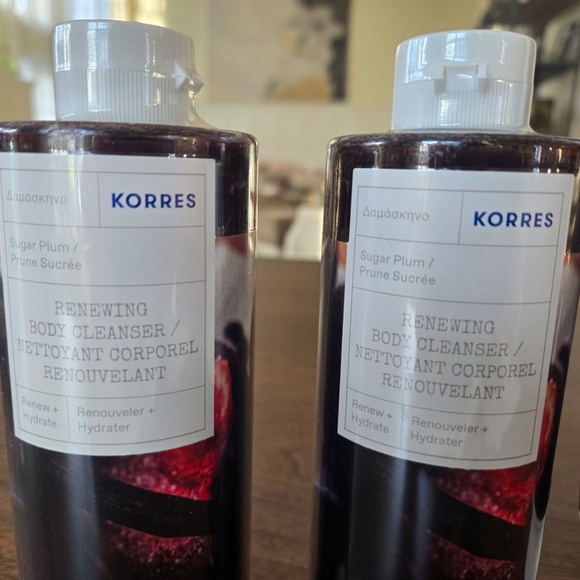 Δαμάσκηνο
KORRES
Sugar Plum /
Prune Sucrée
RENEWING
BODY CLEANSER /
NETTOYANT CORPOREL
RENOUVELANT
Renew +
Hydrate
Renouveler +
Hydrater
Δαμάσκηνο
KORRES
Sugar Plum /
Prune Sucrée
RENEWING
BODY CLEANSER /
NETTOYANT CORPOREL
RENOUVELANT
Renew +
Hydrate
Renouveler +
Hydrater